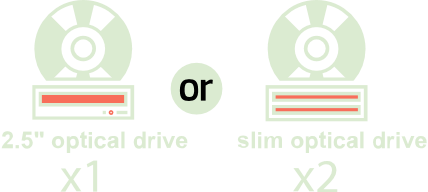 or
2.5" optical drive slim optical drive
x1 x2